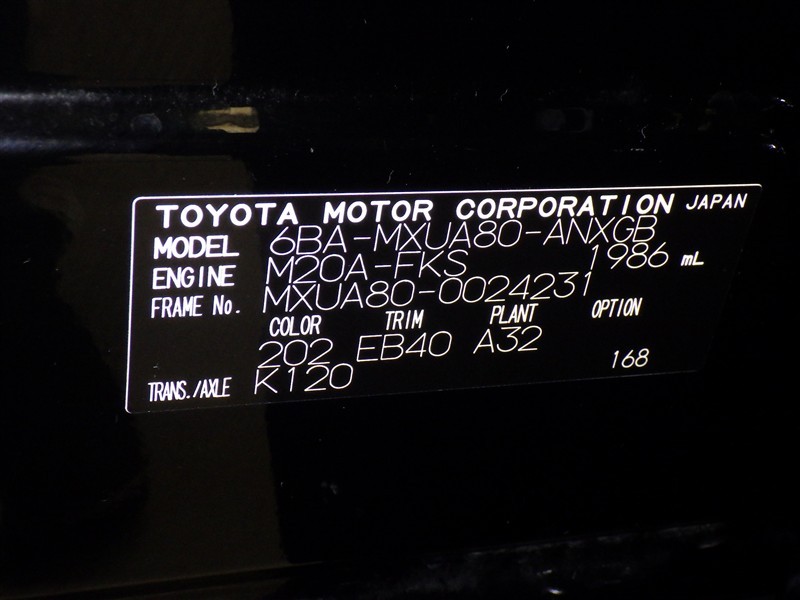 TOYOTA MOTOR CORPORATION JAPAN
MODEL 6BA-MXUA80-ANXGB
ENGINE M20A-FKS 1986 mL
FRAME No. MXUA80-0024231
COLOR TRIM PLANT OPTION
202 EB40 A32
TRANS./AXLE K120 168